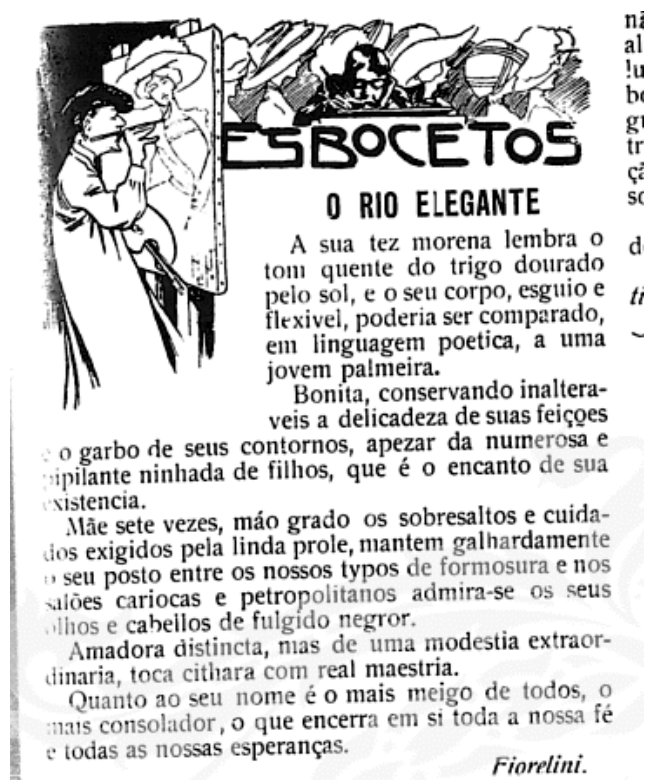 ESBOCETOS
O RIO ELEGANTE
A sua tez morena lembra o
tom quente do trigo dourado
pelo sol, e o seu corpo, esguio e
flexivel, poderia ser comparado,
em linguagem poetica, a uma
jovem palmeira.
Bonita, conservando inaltera-
veis a delicadeza de suas feições
e o garbo de seus contornos, apezar da numerosa e
pipilante ninhada de filhos, que é o encanto de sua
existencia.
Mãe sete vezes, máo grado os sobresaltos e cuida-
dos exigidos pela linda prole, mantem galhardamente
o seu posto entre os nossos typos de formosura e nos
salões cariocas e petropolitanos admira-se os seus
olhos e cabellos de fulgido negror.
Amadora distincta, mas de uma modestia extraor-
dinaria, toca cithara com real maestria.
Quanto ao seu nome é o mais meigo de todos, o
mais consolador, o que encerra em si toda a nossa fé
e todas as nossas esperanças.
Fiorelini.